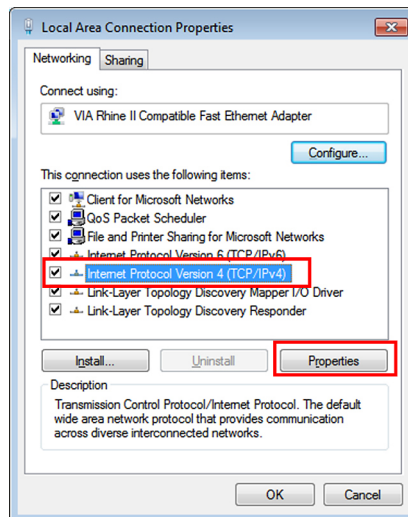 Local Area Connection Properties
Networking
Sharing
Connect using:
VIA Rhine II Compatible Fast Ethernet Adapter
Configure...
This connection uses the following items:
Client for Microsoft Networks
QoS Packet Scheduler
File and Printer Sharing for Microsoft Networks
Internet Protocol Version 6 (TCP/IPv6)
Internet Protocol Version 4 (TCP/IPv4)
Link-Layer Topology Discovery Mapper I/O Driver
Link-Layer Topology Discovery Responder
Install...
Uninstall
Properties
Description
Transmission Control Protocol/Internet Protocol. The default
wide area network protocol that provides communication
across diverse interconnected networks.
OK
Cancel